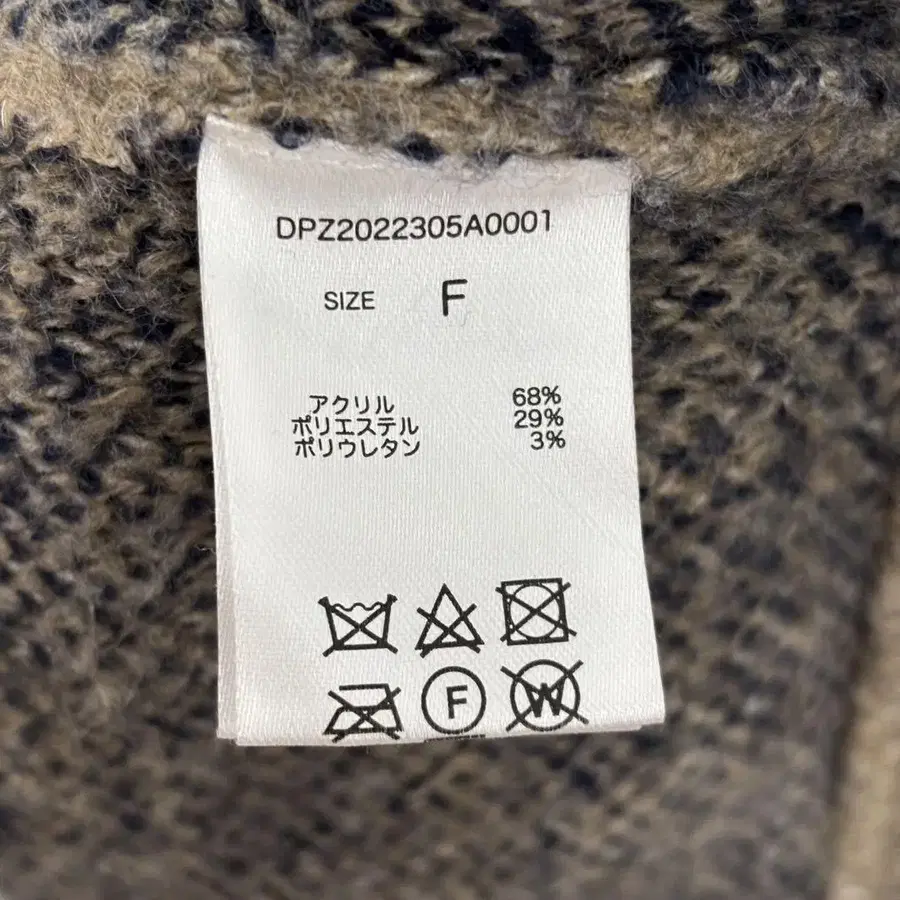 DPZ2022305A0001
SIZE F
アクリル 68%
ポリエステル 29%
ポリウレタン 3%
F W